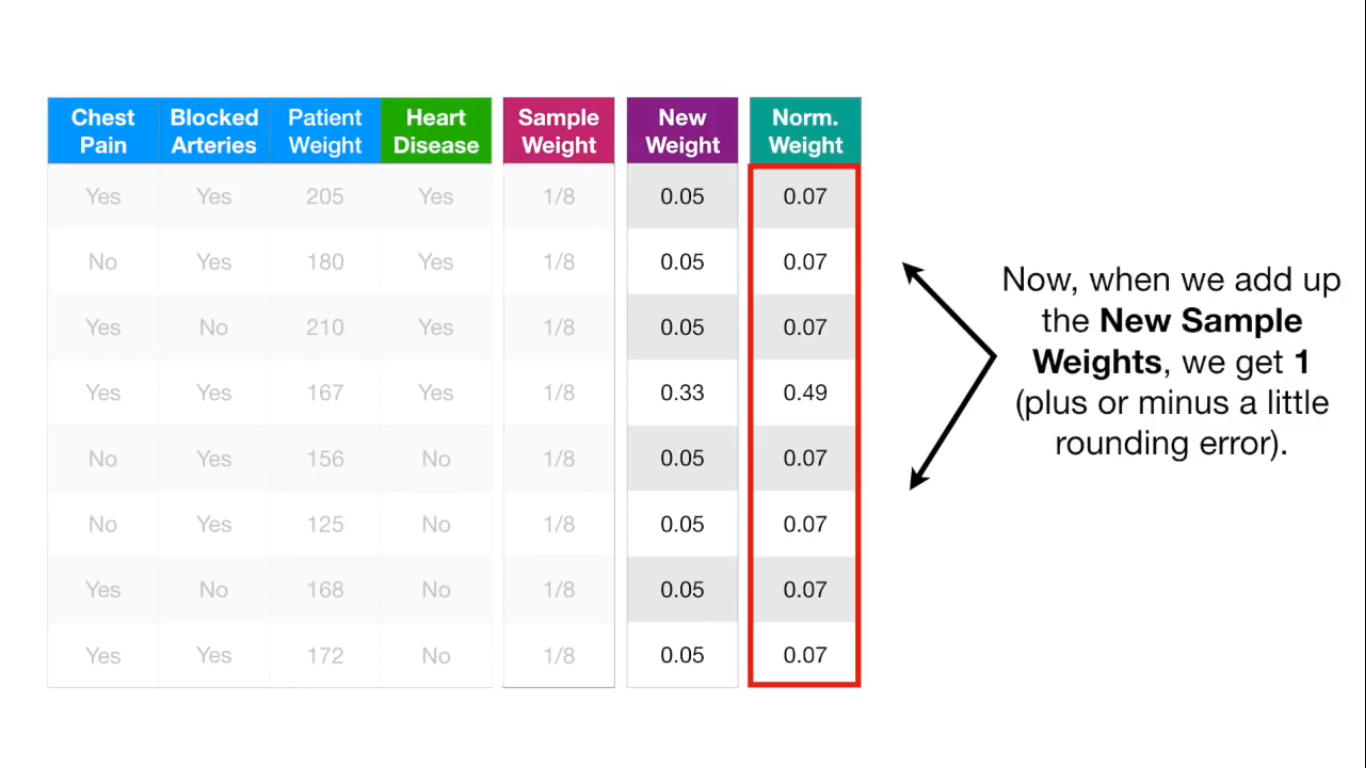 Chest Pain Blocked Arteries Patient Weight Heart Disease Sample Weight New Weight Norm. Weight
Yes Yes 205 Yes 1/8 0.05 0.07
No Yes 180 Yes 1/8 0.05 0.07
Yes No 210 Yes 1/8 0.05 0.07
Yes Yes 167 Yes 1/8 0.33 0.49
No Yes 156 No 1/8 0.05 0.07
No Yes 125 No 1/8 0.05 0.07
Yes No 168 No 1/8 0.05 0.07
Yes Yes 172 No 1/8 0.05 0.07
Now, when we add up
the New Sample
Weights, we get 1
(plus or minus a little
rounding error).